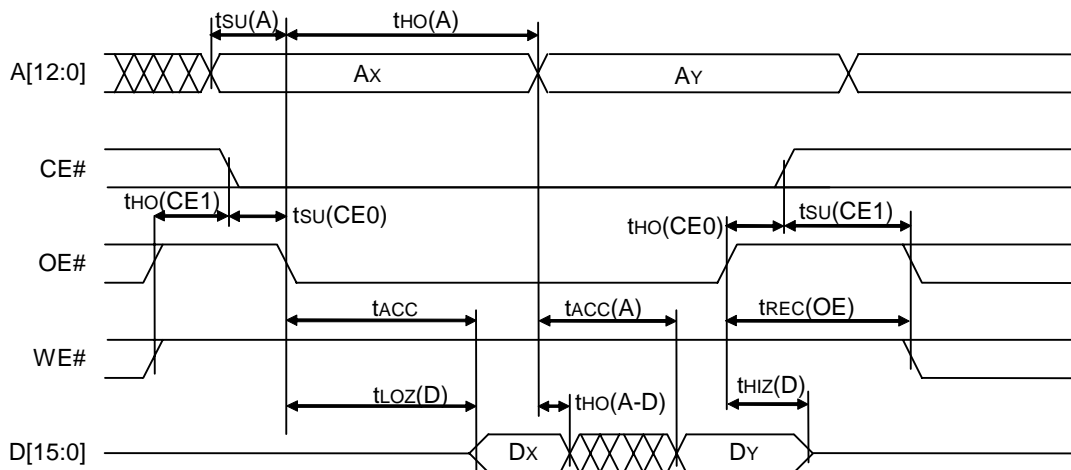 tSU(A) tHO(A)
A[12:0] AX AY
CE#
tHO(CE1) tSU(CE0) tHO(CE0) tSU(CE1)
OE#
tACC tACC(A) tREC(OE)
WE#
tLOZ(D) tHO(A-D) tHIZ(D)
D[15:0] DX DY